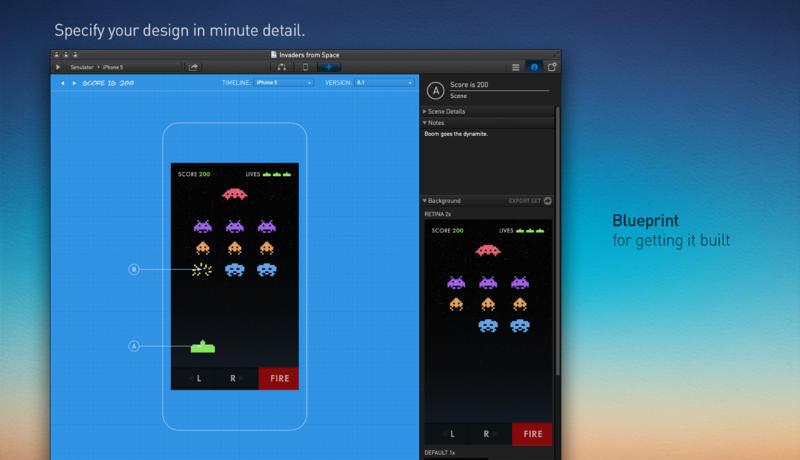 Specify your design in minute detail.
Invaders from Space
Simulator › iPhone 5
SCORE IS 200
TIMELINE: iPhone 5
VERSION: 0.1
A
Score is 200
Scene
Scene Details
Notes
Boom goes the dynamite.
Background
EXPORT SET
RETINA 2x
SCORE 200
LIVES
B
A
L
R
FIRE
SCORE 200
LIVES
L
R
FIRE
DEFAULT 1x
Blueprint
for getting it built